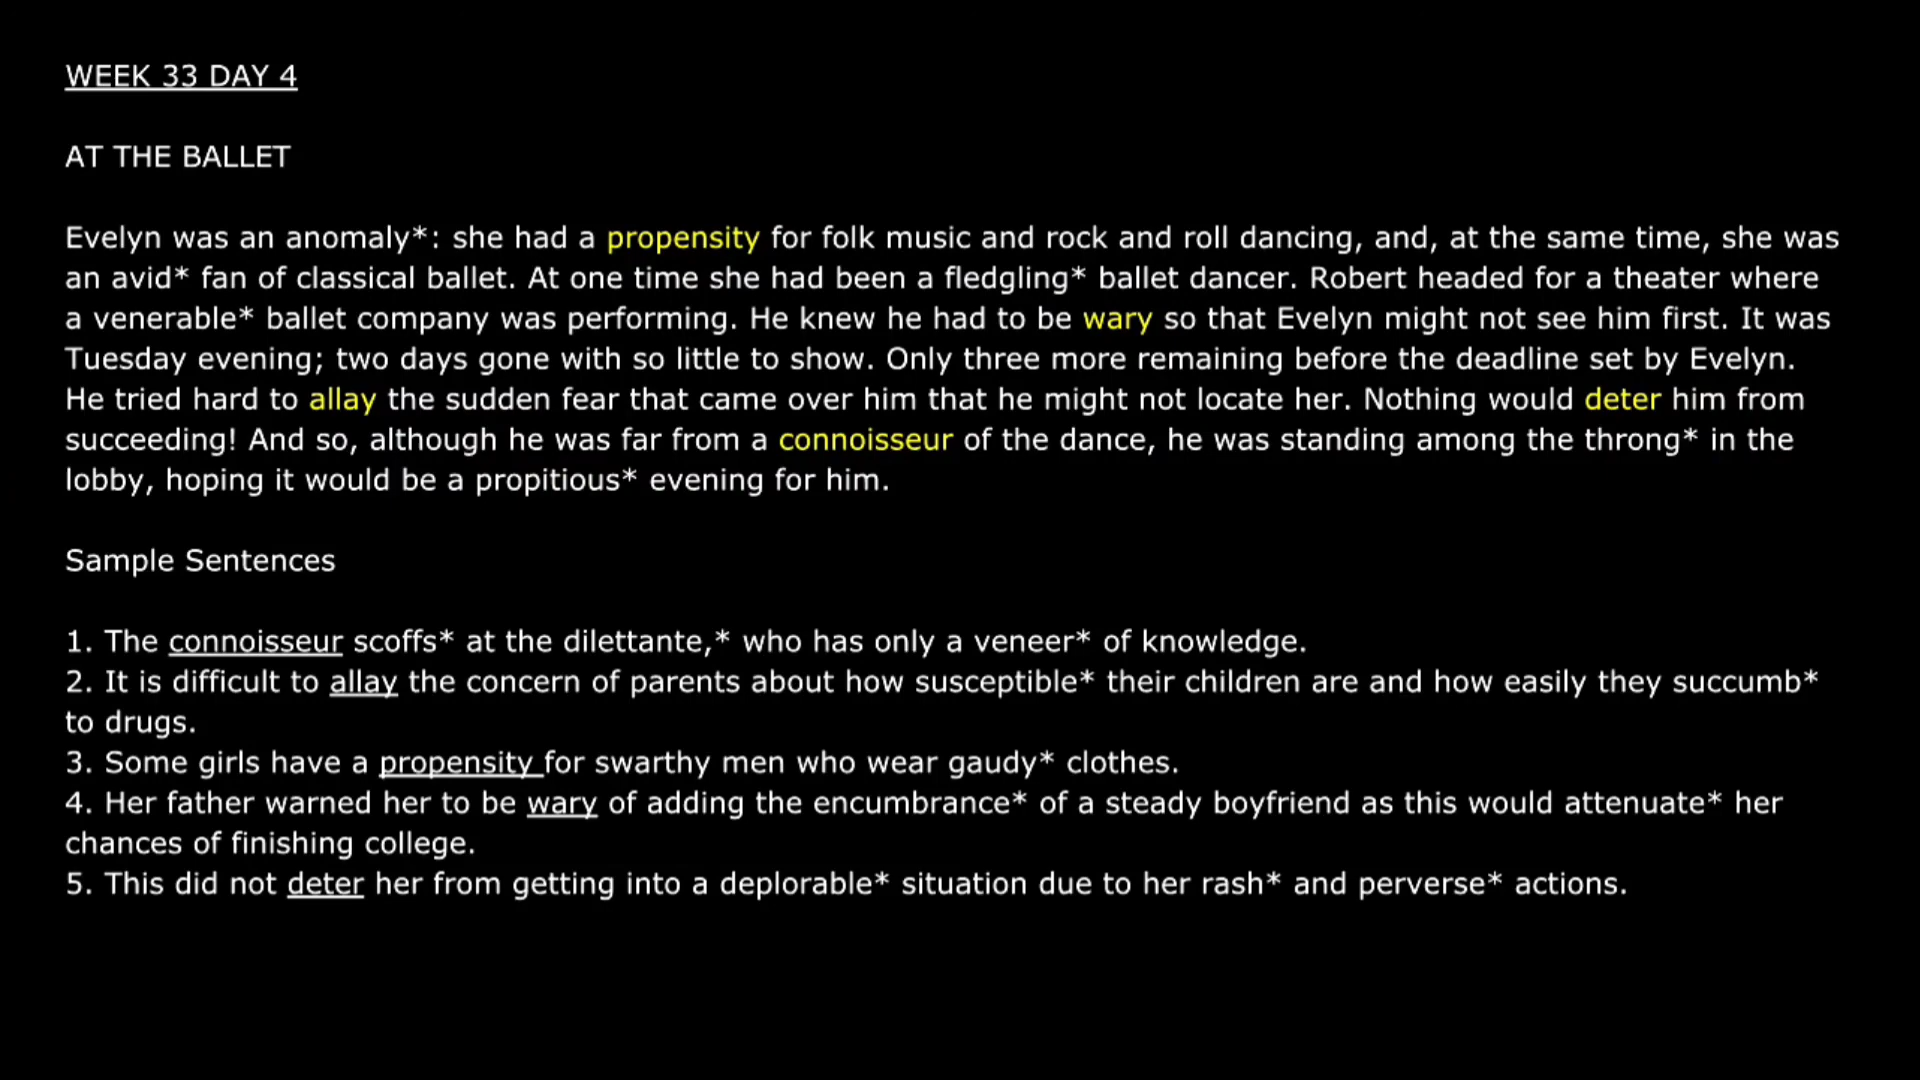 WEEK 33 DAY 4
AT THE BALLET
Evelyn was an anomaly*: she had a propensity for folk music and rock and roll dancing, and, at the same time, she was
an avid* fan of classical ballet. At one time she had been a fledgling* ballet dancer. Robert headed for a theater where
a venerable* ballet company was performing. He knew he had to be wary so that Evelyn might not see him first. It was
Tuesday evening; two days gone with so little to show. Only three more remaining before the deadline set by Evelyn.
He tried hard to allay the sudden fear that came over him that he might not locate her. Nothing would deter him from
succeeding! And so, although he was far from a connoisseur of the dance, he was standing among the throng* in the
lobby, hoping it would be a propitious* evening for him.
Sample Sentences
1. The connoisseur scoffs* at the dilettante,* who has only a veneer* of knowledge.
2. It is difficult to allay the concern of parents about how susceptible* their children are and how easily they succumb*
to drugs.
3. Some girls have a propensity for swarthy men who wear gaudy* clothes.
4. Her father warned her to be wary of adding the encumbrance* of a steady boyfriend as this would attenuate* her
chances of finishing college.
5. This did not deter her from getting into a deplorable* situation due to her rash* and perverse* actions.